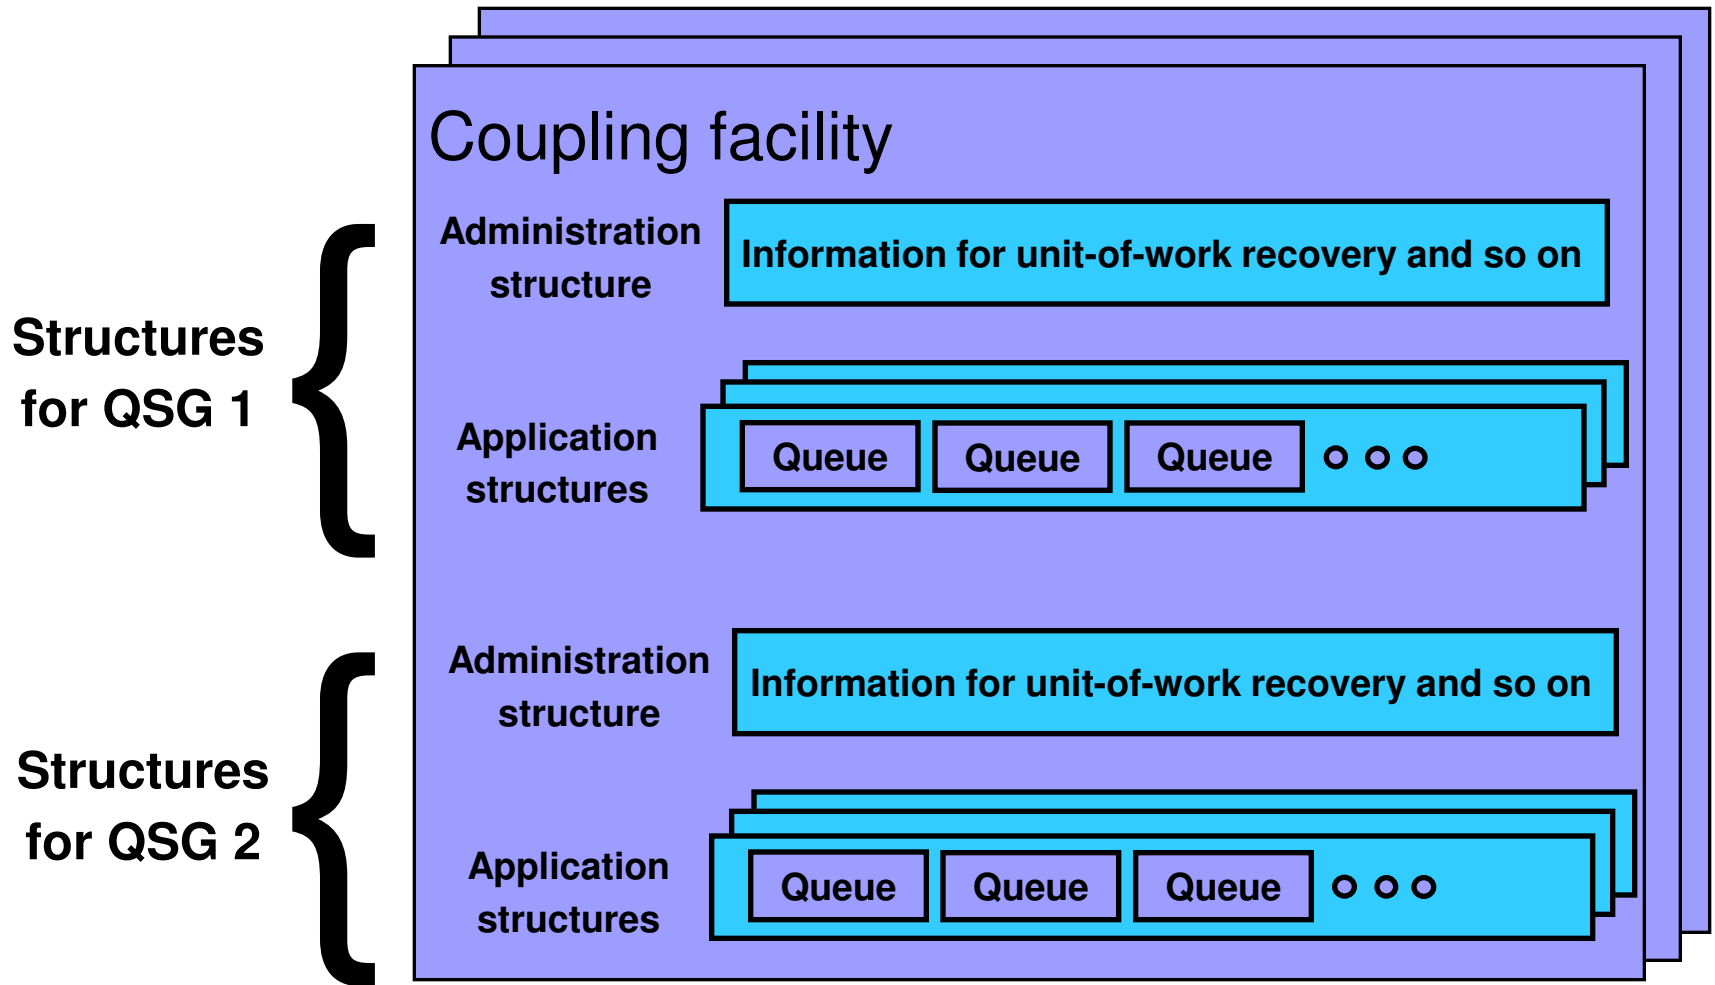 Coupling facility
Structures
for QSG 1
Administration
structure
Information for unit-of-work recovery and so on
Application
structures
Queue
Queue
Queue
Structures
for QSG 2
Administration
structure
Information for unit-of-work recovery and so on
Application
structures
Queue
Queue
Queue